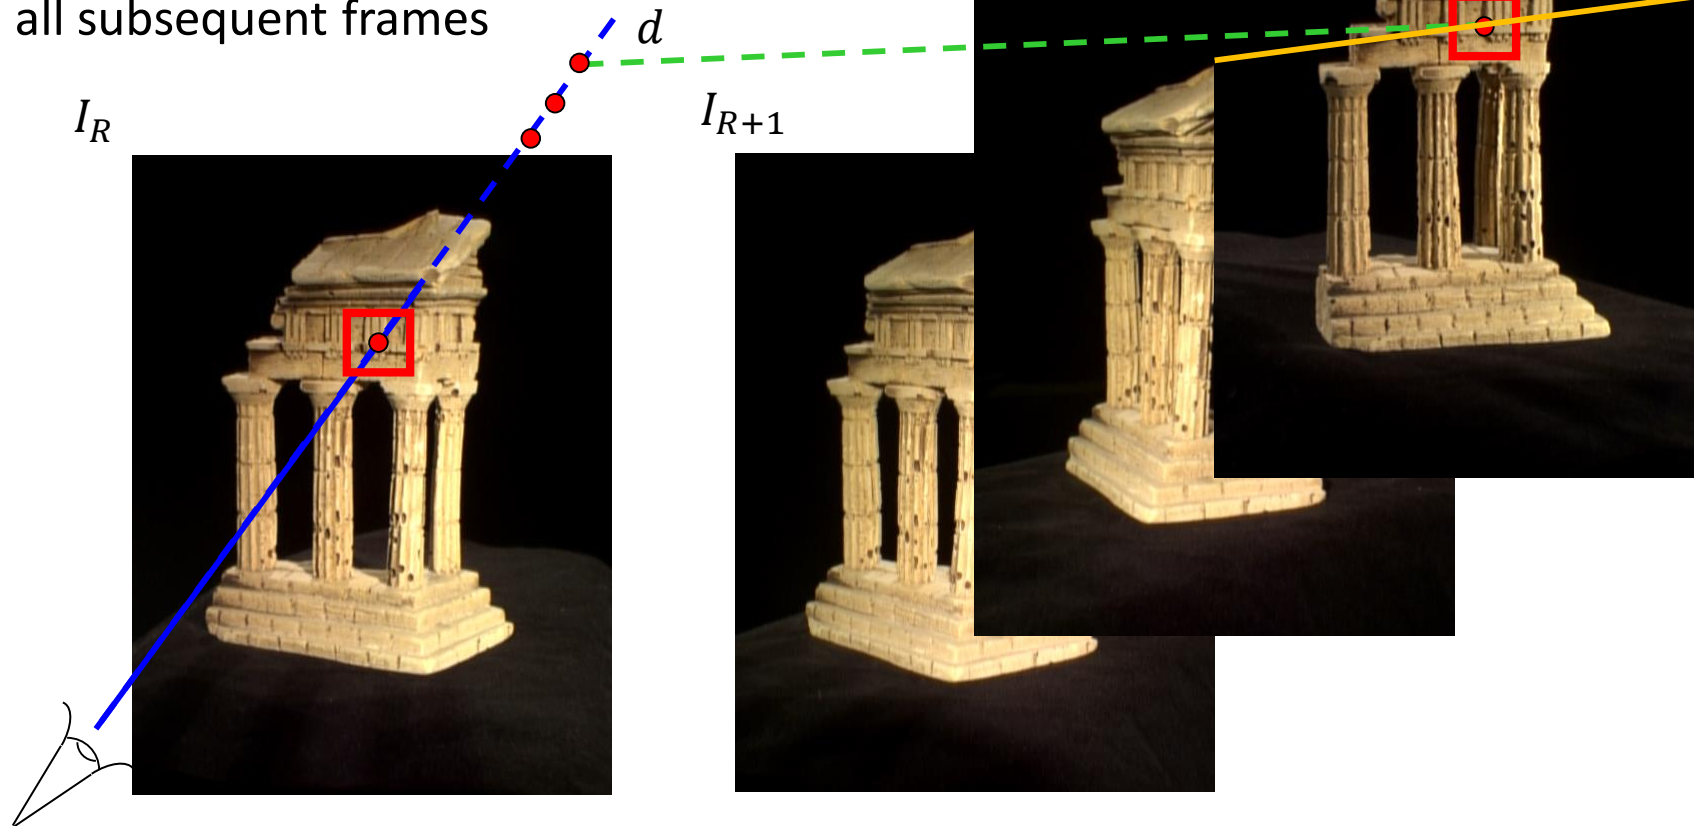 all subsequent frames
d
I_R
I_{R+1}